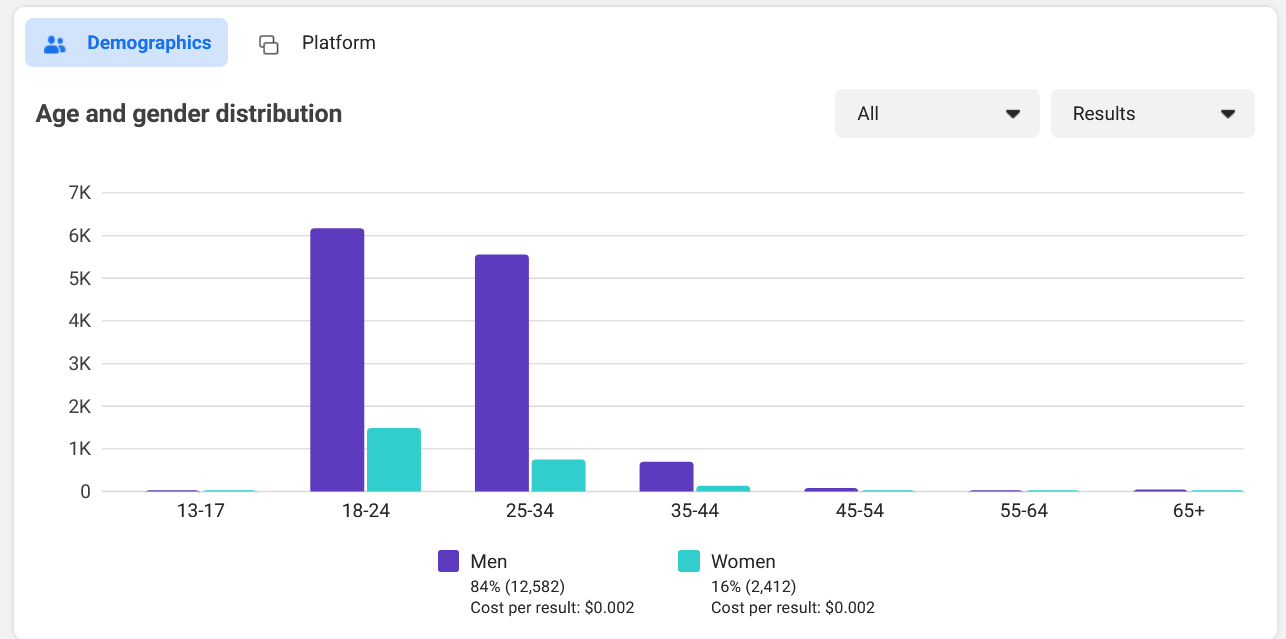 Demographics Platform
Age and gender distribution All Results
7K
6K
5K
4K
3K
2K
1K
0
13-17 18-24 25-34 35-44 45-54 55-64 65+
Men Women
84% (12,582) 16% (2,412)
Cost per result: $0.002 Cost per result: $0.002